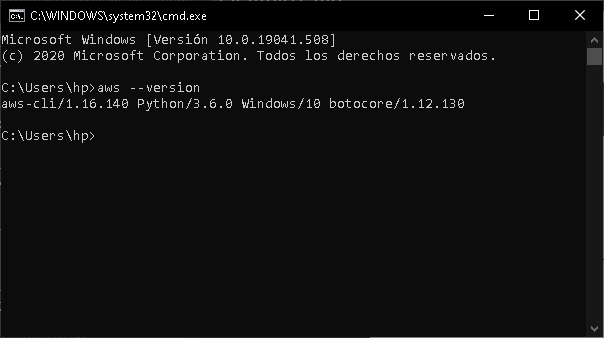 C:\WINDOWS\system32\cmd.exe
Microsoft Windows [Versión 10.0.19041.508]
(c) 2020 Microsoft Corporation. Todos los derechos reservados.
C:\Users\hp>aws --version
aws-cli/1.16.140 Python/3.6.0 Windows/10 botocore/1.12.130
C:\Users\hp>